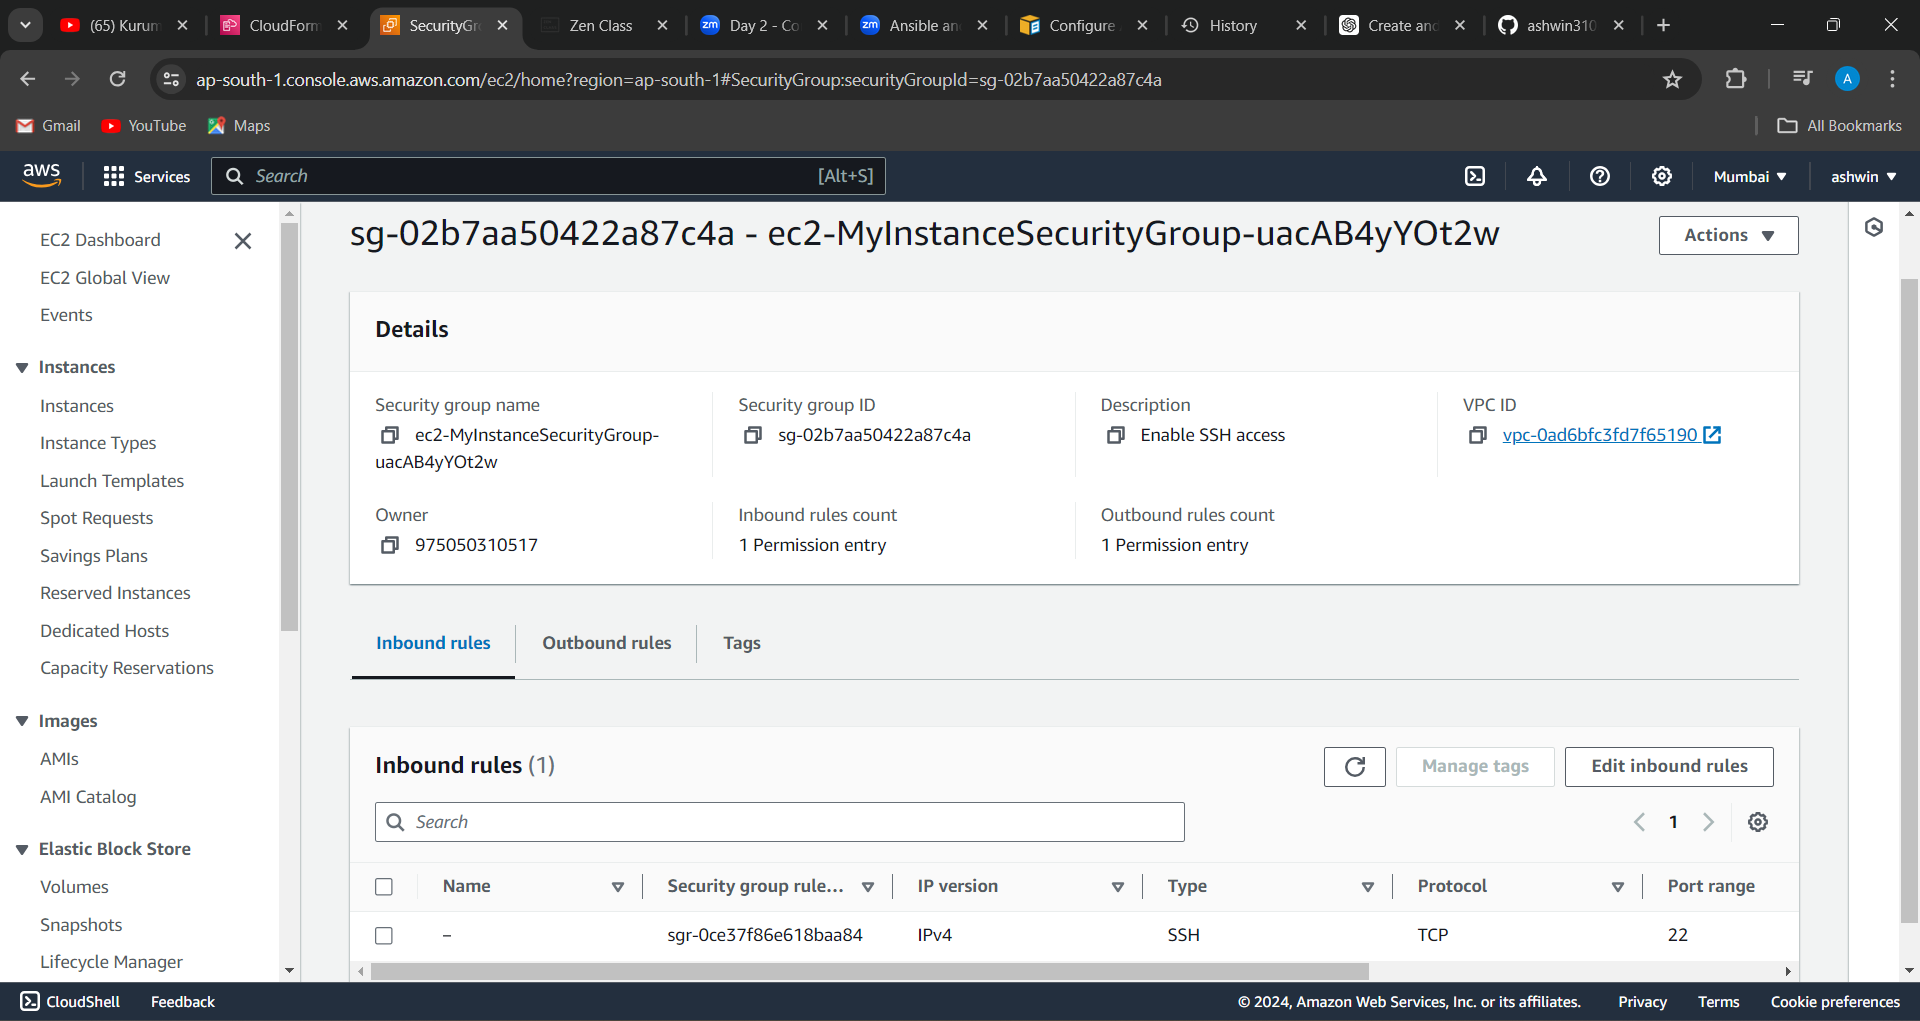 (65) Kurum
CloudForm
SecurityGr
Zen Class
Day 2 - Co
Ansible an
Configure
History
Create and
ashwin310
ap-south-1.console.aws.amazon.com/ec2/home?region=ap-south-1#SecurityGroup:securityGroupId=sg-02b7aa50422a87c4a
A
Gmail
YouTube
Maps
All Bookmarks
aws
Services
Search
[Alt+S]
Mumbai
ashwin
EC2 Dashboard
EC2 Global View
Events
Instances
Instances
Instance Types
Launch Templates
Spot Requests
Savings Plans
Reserved Instances
Dedicated Hosts
Capacity Reservations
Images
AMIs
AMI Catalog
Elastic Block Store
Volumes
Snapshots
Lifecycle Manager
sg-02b7aa50422a87c4a - ec2-MyInstanceSecurityGroup-uacAB4yYOt2w
Actions
Details
Security group name
ec2-MyInstanceSecurityGroup-
uacAB4yYOt2w
Security group ID
sg-02b7aa50422a87c4a
Description
Enable SSH access
VPC ID
vpc-0ad6bfc3fd7f65190
Owner
975050310517
Inbound rules count
1 Permission entry
Outbound rules count
1 Permission entry
Inbound rules
Outbound rules
Tags
Inbound rules (1)
Manage tags
Edit inbound rules
Search
1
Name
Security group rule...
IP version
Type
Protocol
Port range
–
sgr-0ce37f86e618baa84
IPv4
SSH
TCP
22
CloudShell
Feedback
© 2024, Amazon Web Services, Inc. or its affiliates.
Privacy
Terms
Cookie preferences